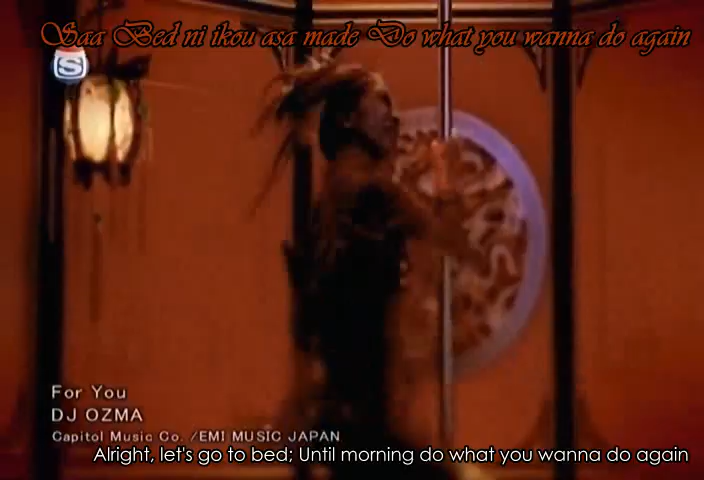 Saa Bed ni ikou asa made Do what you wanna do again
S
For You
DJ OZMA
Capitol Music Co. /EMI MUSIC JAPAN
Alright, let's go to bed; Until morning do what you wanna do again